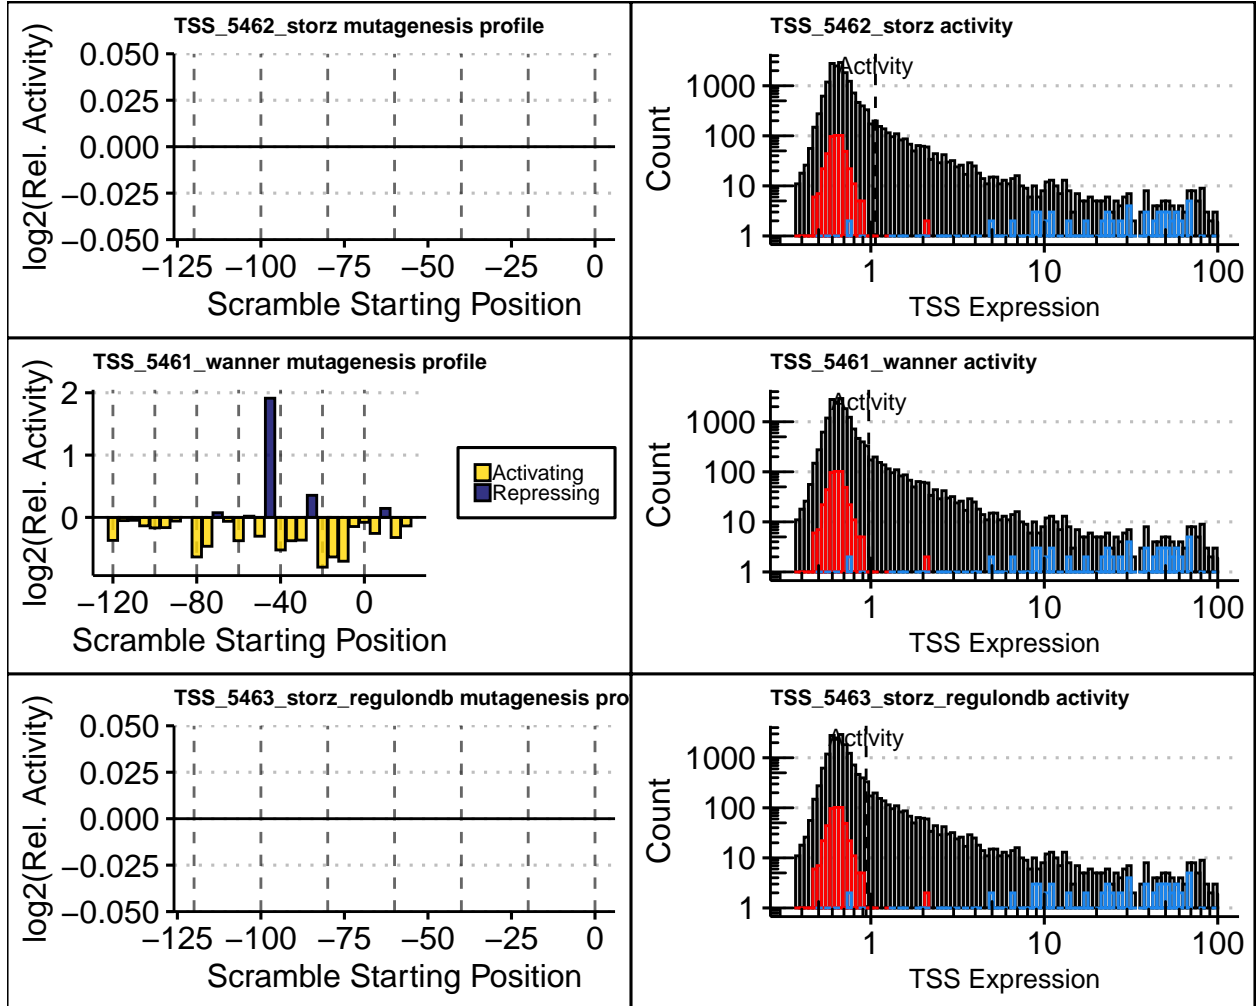 TSS_5462_storz mutagenesis profile
log2(Rel. Activity)
0.050
0.025
0.000
−0.025
−0.050
−125 −100 −75 −50 −25 0
Scramble Starting Position
TSS_5462_storz activity
Activity
Count
1000
100
10
1
1 10 100
TSS Expression
TSS_5461_wanner mutagenesis profile
log2(Rel. Activity)
2
1
0
−120 −80 −40 0
Scramble Starting Position
Activating
Repressing
TSS_5461_wanner activity
Activity
Count
1000
100
10
1
1 10 100
TSS Expression
TSS_5463_storz_regulondb mutagenesis pro
log2(Rel. Activity)
0.050
0.025
0.000
−0.025
−0.050
−125 −100 −75 −50 −25 0
Scramble Starting Position
TSS_5463_storz_regulondb activity
Activity
Count
1000
100
10
1
1 10 100
TSS Expression